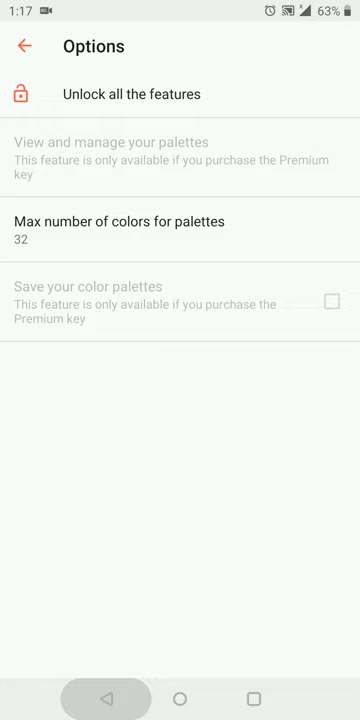 1:17
63%
Options
Unlock all the features
View and manage your palettes
This feature is only available if you purchase the Premium
key
Max number of colors for palettes
32
Save your color palettes
This feature is only available if you purchase the
Premium key